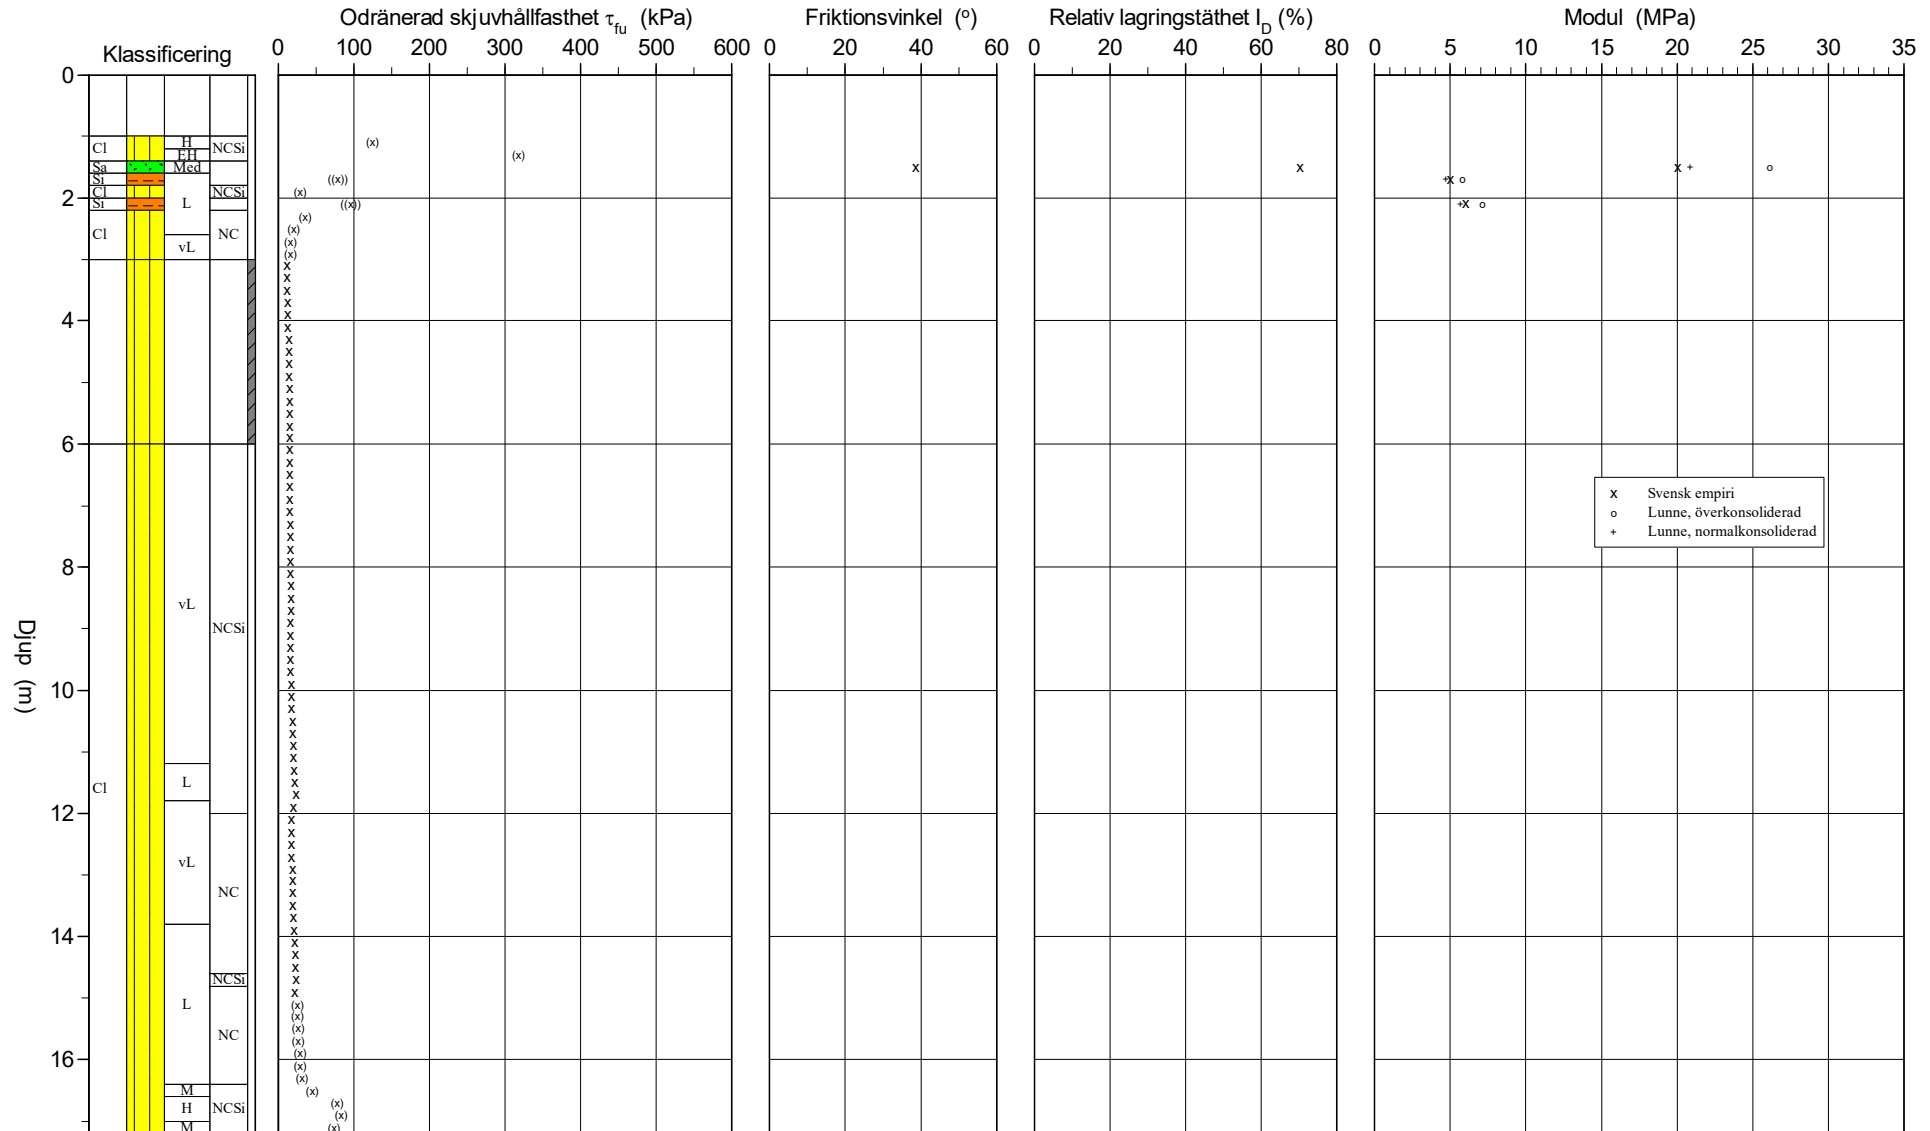 Odränerad skjuvhållfasthet τfu (kPa)
Friktionsvinkel (o)
Relativ lagringstäthet ID (%)
Modul (MPa)
Klassificering
0 100 200 300 400 500 600
0 20 40 60
0 20 40 60 80
0 5 10 15 20 25 30 35
0
2
4
6
8
10
12
14
16
Djup (m)
Cl
Sa
Si
Cl
Si
Cl
Cl
H
EH
Med
L
vL
vL
L
vL
L
M
H
M
NCSi
NCSi
NC
NCSi
NC
NCSi
NC
NCSi
x Svensk empiri
o Lunne, överkonsoliderad
+ Lunne, normalkonsoliderad